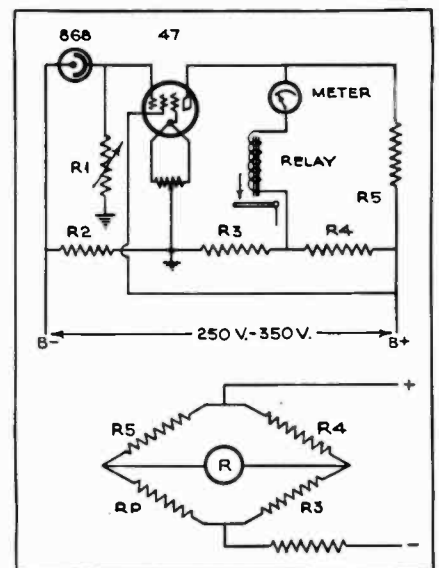 868 47
METER
R1
RELAY
R5
R2 R3 R4
B- 250 V.-350 V. B+
+
R5 R4
R
RP R3
-